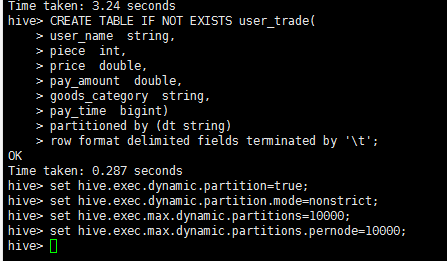 Time taken: 3.24 seconds
hive> CREATE TABLE IF NOT EXISTS user_trade(
    > user_name  string,
    > piece  int,
    > price  double,
    > pay_amount  double,
    > goods_category  string,
    > pay_time  bigint)
    > partitioned by (dt string)
    > row format delimited fields terminated by '\t';
OK
Time taken: 0.287 seconds
hive> set hive.exec.dynamic.partition=true;
hive> set hive.exec.dynamic.partition.mode=nonstrict;
hive> set hive.exec.max.dynamic.partitions=10000;
hive> set hive.exec.max.dynamic.partitions.pernode=10000;
hive>